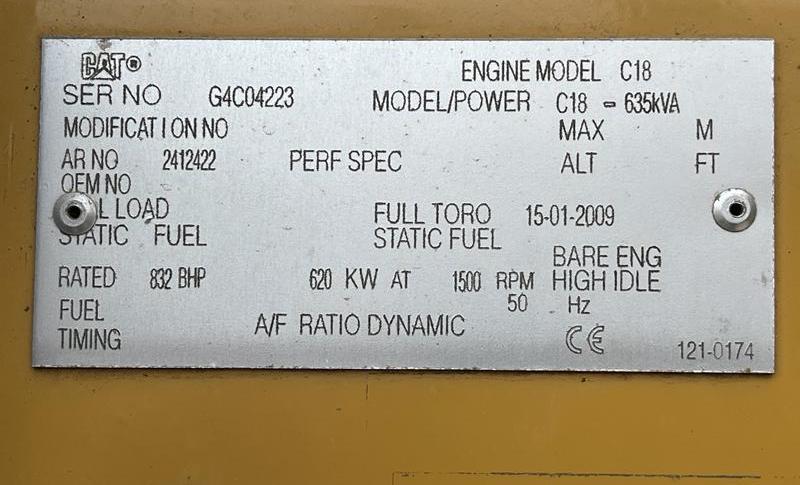 CAT® ENGINE MODEL C18
SER NO G4C04223 MODEL/POWER C18 - 635kVA
MODIFICATION NO MAX M
AR NO 2412422 PERF SPEC ALT FT
OEM NO
LOAD FULL TORO 15-01-2009
STATIC FUEL STATIC FUEL
BARE ENG
RATED 832 BHP 620 KW AT 1500 RPM HIGH IDLE
FUEL 50 Hz
TIMING A/F RATIO DYNAMIC CE 121-0174